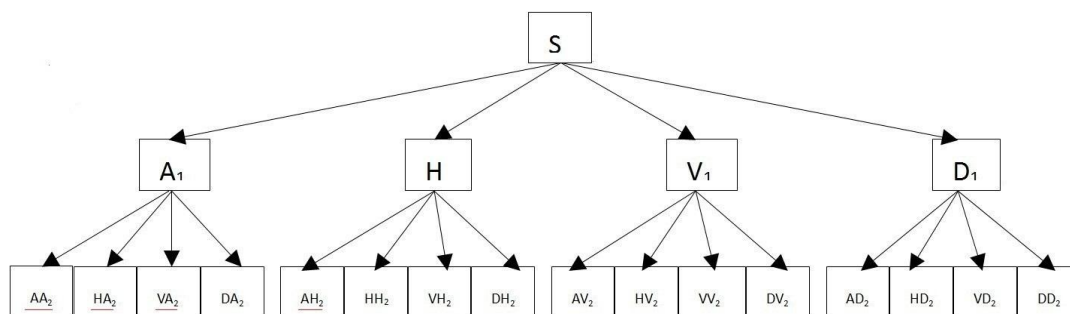 S
A₁ H V₁ D₁
AA₂ HA₂ VA₂ DA₂ AH₂ HH₂ VH₂ DH₂ AV₂ HV₂ VV₂ DV₂ AD₂ HD₂ VD₂ DD₂